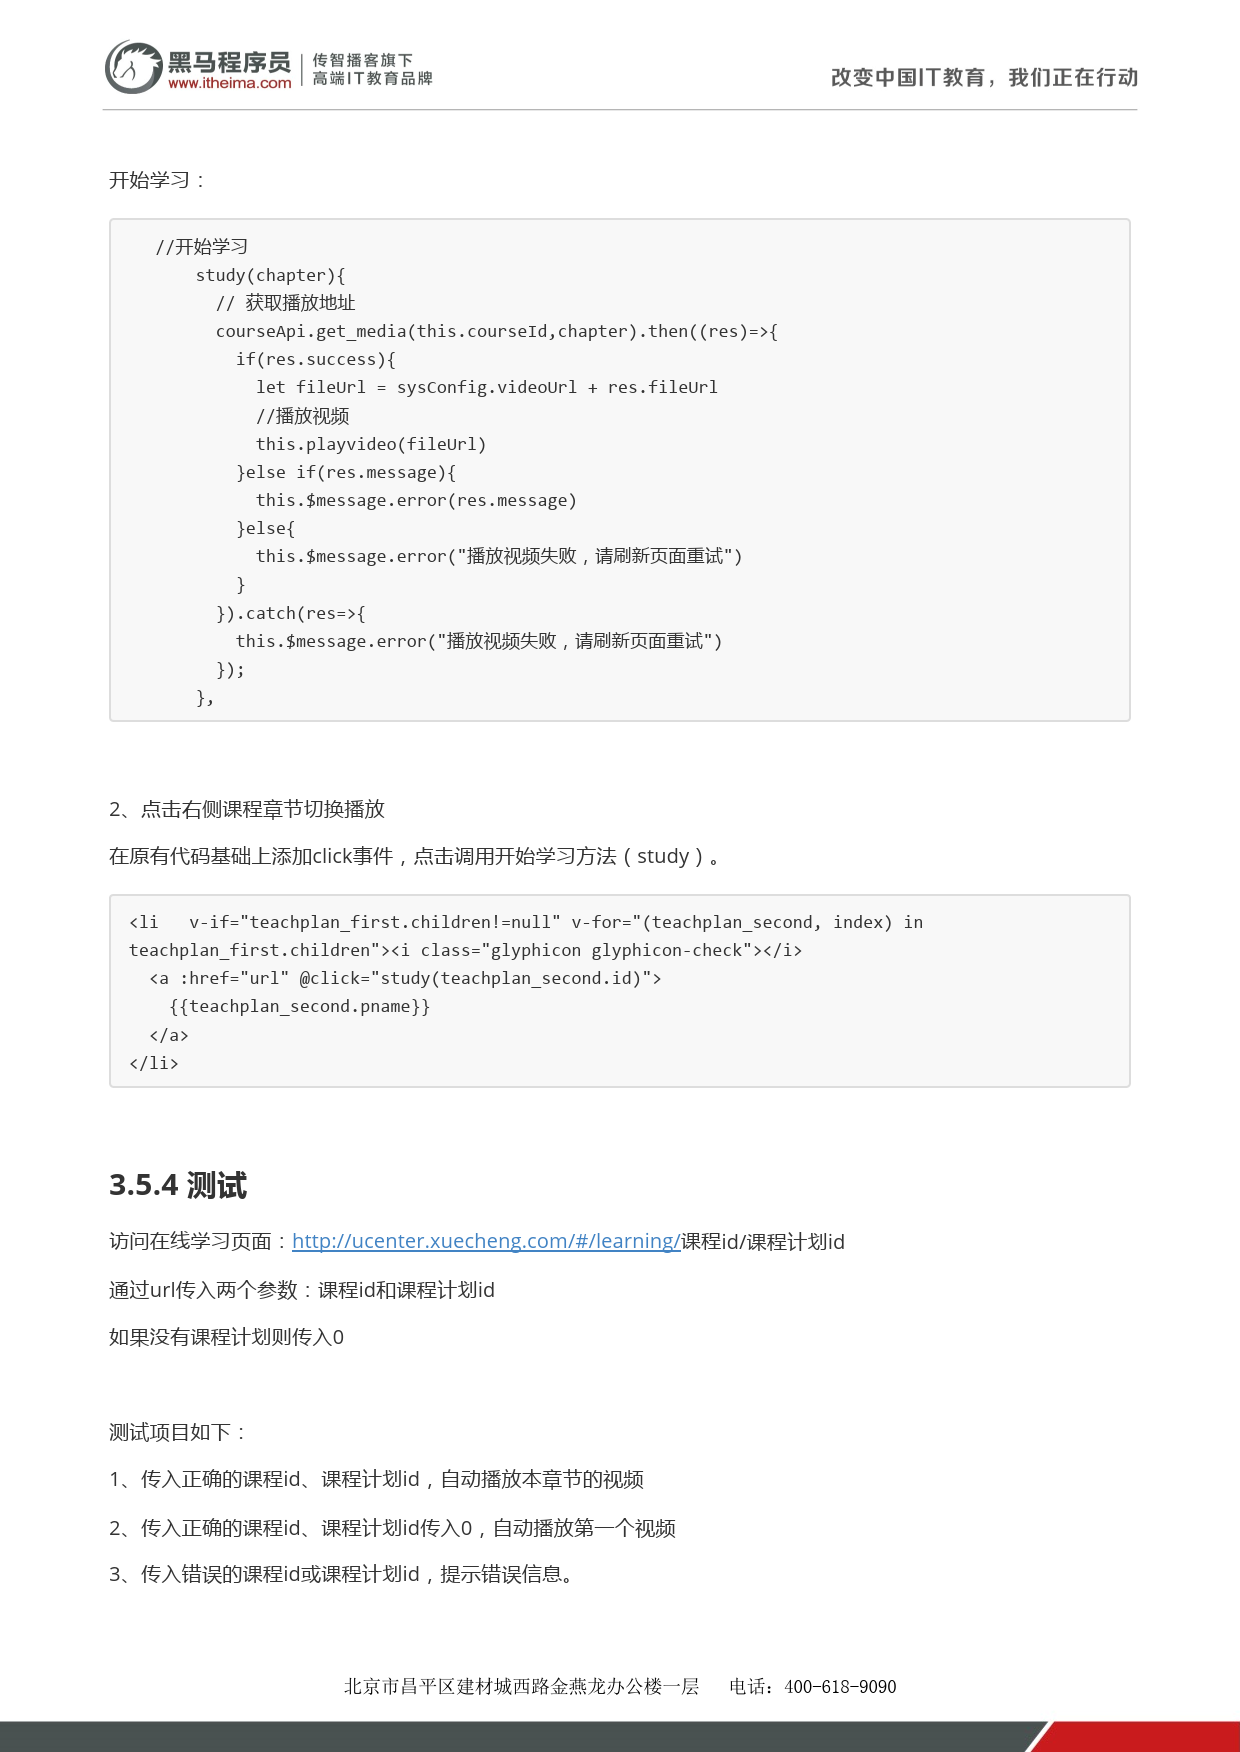 黑马程序员
www.itheima.com
传智播客旗下
高端IT教育品牌
改变中国IT教育，我们正在行动
开始学习：
//开始学习
study(chapter){
// 获取播放地址
courseApi.get_media(this.courseId,chapter).then((res)=>{
if(res.success){
let fileUrl = sysConfig.videoUrl + res.fileUrl
//播放视频
this.playvideo(fileUrl)
}else if(res.message){
this.$message.error(res.message)
}else{
this.$message.error("播放视频失败，请刷新页面重试")
}
}).catch(res=>{
this.$message.error("播放视频失败，请刷新页面重试")
});
},
2、点击右侧课程章节切换播放
在原有代码基础上添加click事件，点击调用开始学习方法（study）。
<li   v-if="teachplan_first.children!=null" v-for="(teachplan_second, index) in
teachplan_first.children"><i class="glyphicon glyphicon-check"></i>
<a :href="url" @click="study(teachplan_second.id)">
{{teachplan_second.pname}}
</a>
</li>
3.5.4 测试
访问在线学习页面：http://ucenter.xuecheng.com/#/learning/课程id/课程计划id
通过url传入两个参数：课程id和课程计划id
如果没有课程计划则传入0
测试项目如下：
1、传入正确的课程id、课程计划id，自动播放本章节的视频
2、传入正确的课程id、课程计划id传入0，自动播放第一个视频
3、传入错误的课程id或课程计划id，提示错误信息。
北京市昌平区建材城西路金燕龙办公楼一层   电话：400-618-9090